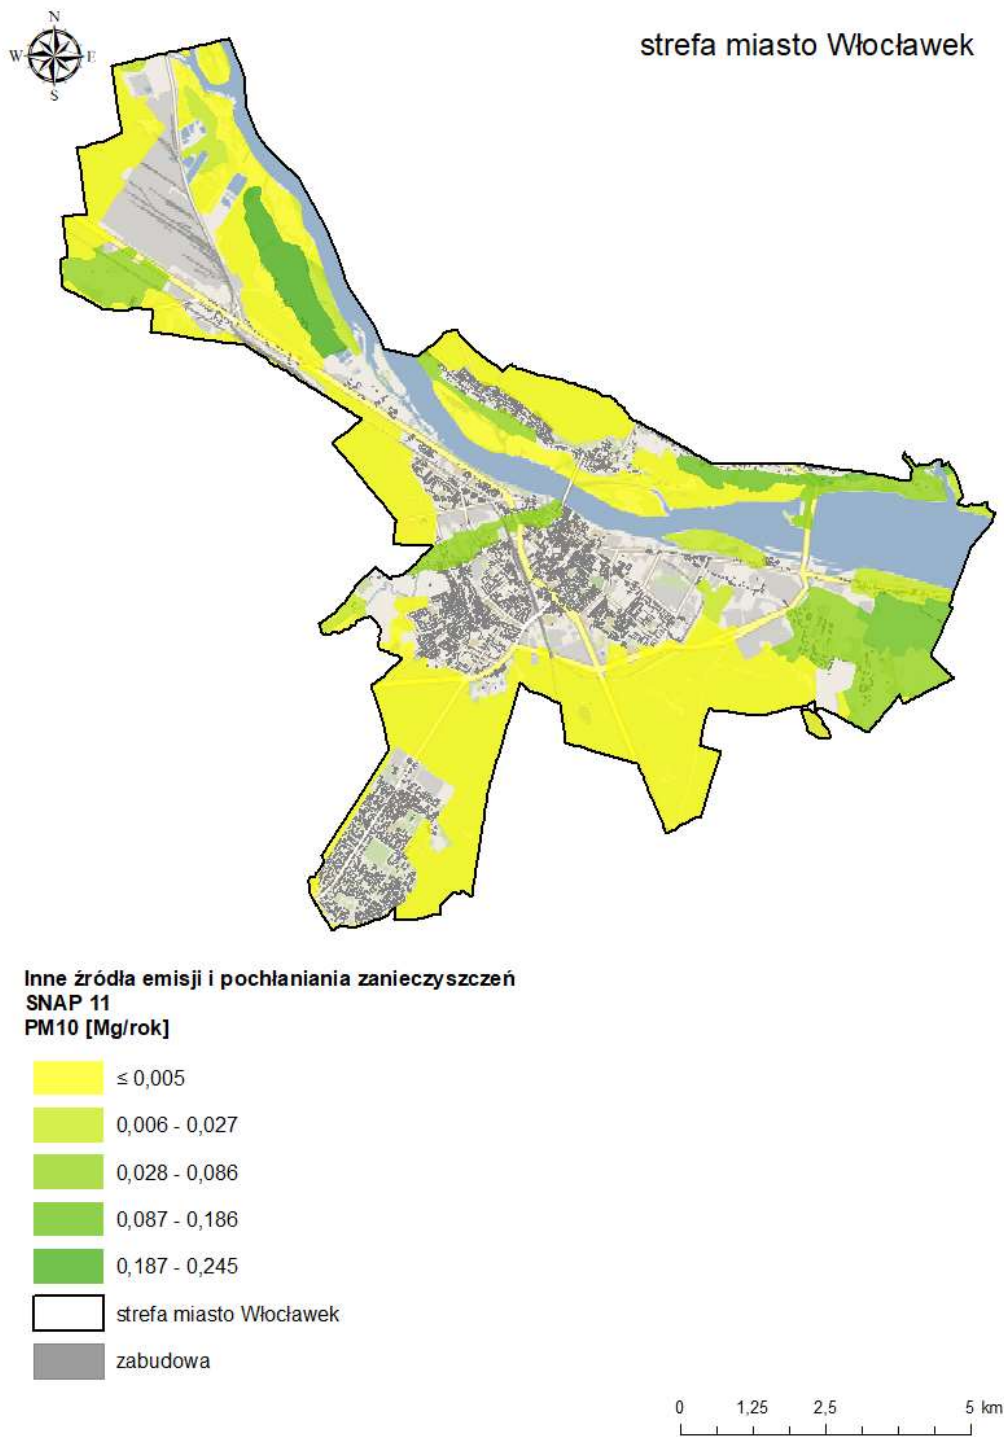 N
W E
S
strefa miasto Włocławek
Inne źródła emisji i pochłaniania zanieczyszczeń
SNAP 11
PM10 [Mg/rok]
≤ 0,005
0,006 - 0,027
0,028 - 0,086
0,087 - 0,186
0,187 - 0,245
strefa miasto Włocławek
zabudowa
0 1,25 2,5 5 km